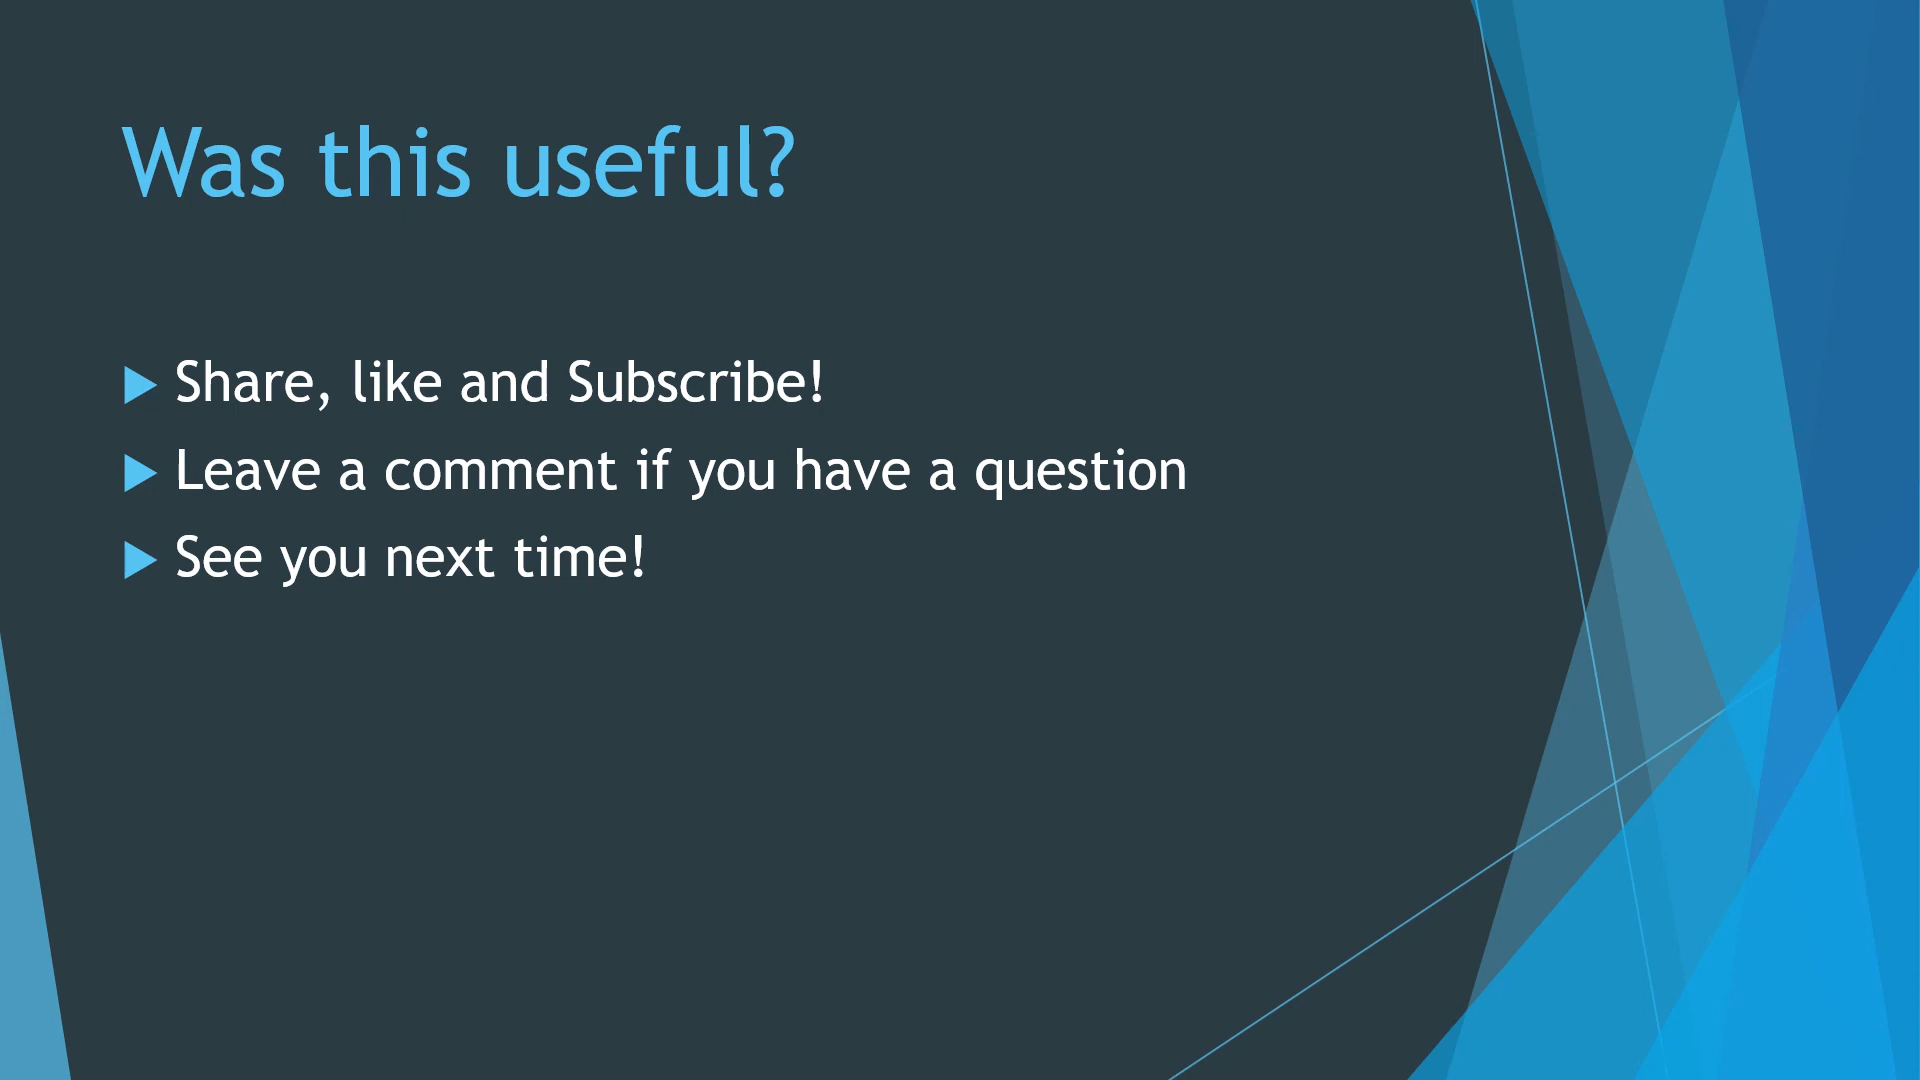 Was this useful?
Share, like and Subscribe!
Leave a comment if you have a question
See you next time!